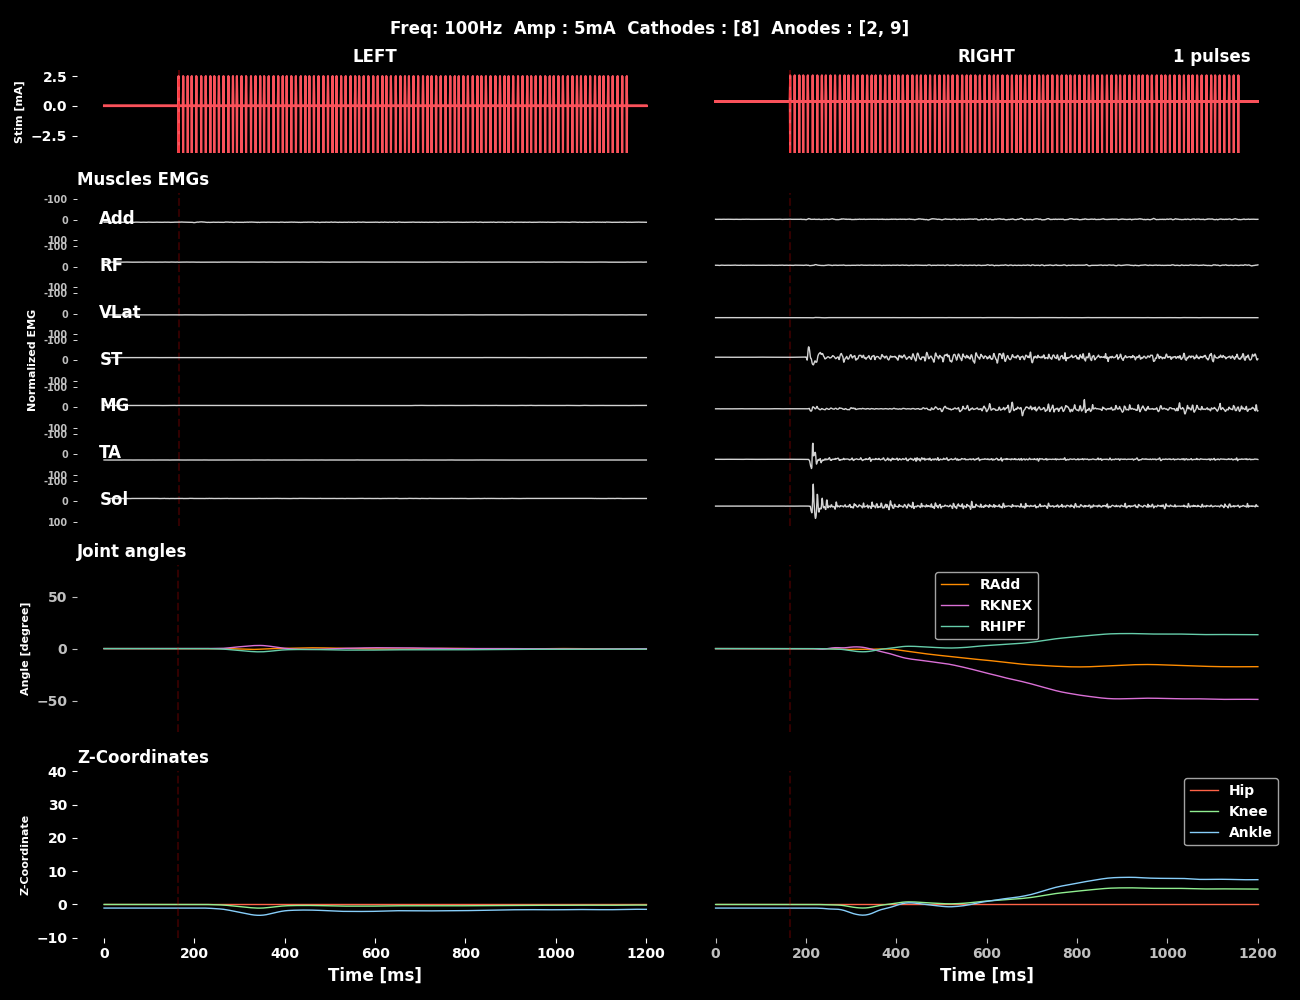 Freq: 100Hz  Amp : 5mA  Cathodes : [8]  Anodes : [2, 9]
LEFT
RIGHT
1 pulses
Stim [mA]
2.5
0.0
−2.5
Muscles EMGs
Normalized EMG
-100
0
100
Add
-100
0
100
RF
-100
0
100
VLat
-100
0
100
ST
-100
0
100
MG
-100
0
100
TA
-100
0
100
Sol
Joint angles
Angle [degree]
50
0
−50
RAdd
RKNEX
RHIPF
Z-Coordinates
Z-Coordinate
40
30
20
10
0
−10
Hip
Knee
Ankle
0 200 400 600 800 1000 1200
Time [ms]
0 200 400 600 800 1000 1200
Time [ms]